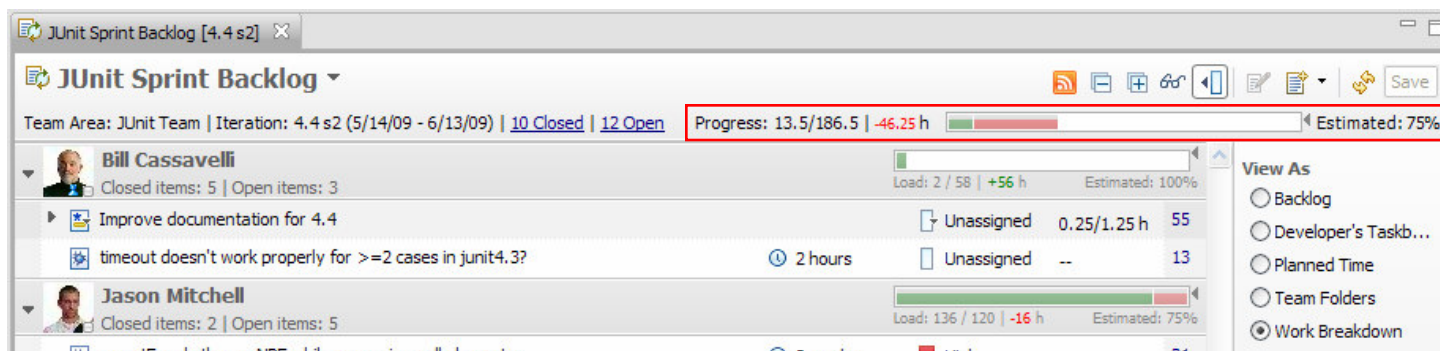 JUnit Sprint Backlog [4.4 s2]
JUnit Sprint Backlog
Save
Team Area: JUnit Team | Iteration: 4.4 s2 (5/14/09 - 6/13/09) | 10 Closed | 12 Open Progress: 13.5/186.5 | -46.25 h Estimated: 75%
Bill Cassavelli
Closed items: 5 | Open items: 3
Load: 2 / 58 | +56 h Estimated: 100%
Improve documentation for 4.4 Unassigned 0.25/1.25 h 55
timeout doesn't work properly for >=2 cases in junit4.3? 2 hours Unassigned -- 13
Jason Mitchell
Closed items: 2 | Open items: 5
Load: 136 / 120 | -16 h Estimated: 75%
View As
Backlog
Developer's Taskb...
Planned Time
Team Folders
Work Breakdown